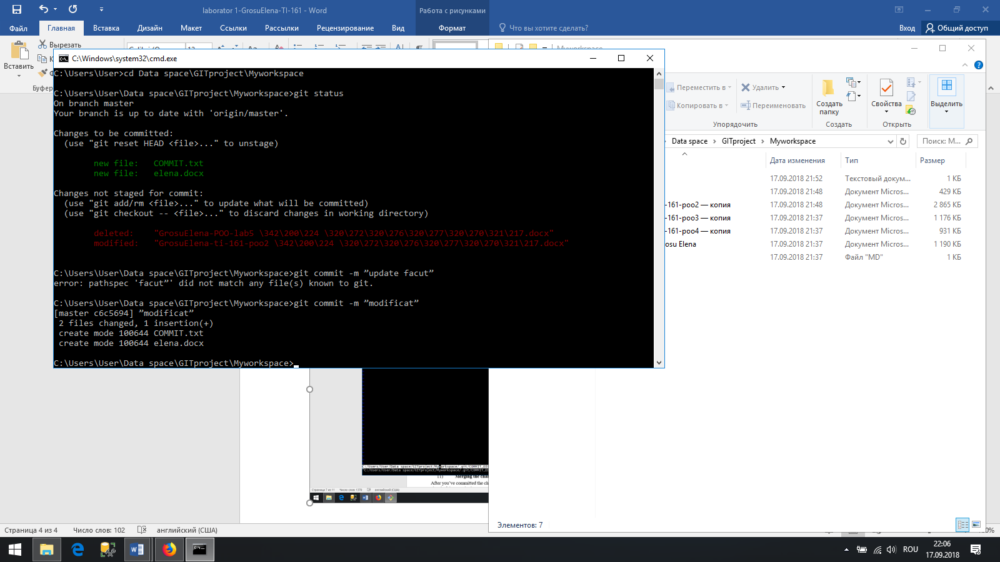 laborator 1-GrosuElena-TI-161 - Word
Работа с рисунками
Файл
Главная
Вставка
Дизайн
Макет
Ссылки
Рассылки
Рецензирование
Вид
Формат
Что вы хотите сделать?
Вход
Общий доступ
Вставить
Вырезать
Буфер
Myworkspace
C:\Windows\system32\cmd.exe
C:\Users\User>cd Data space\GITproject\Myworkspace
C:\Users\User\Data space\GITproject\Myworkspace>git status
On branch master
Your branch is up to date with 'origin/master'.
Changes to be committed:
(use "git reset HEAD <file>..." to unstage)
new file:   COMMIT.txt
new file:   elena.docx
Changes not staged for commit:
(use "git add/rm <file>..." to update what will be committed)
(use "git checkout -- <file>..." to discard changes in working directory)
deleted:    "GrosuElena-POO-lab5 \342\200\224 \320\272\320\276\320\277\320\270\321\217.docx"
modified:   "GrosuElena-ti-161-poo2 \342\200\224 \320\272\320\276\320\277\320\270\321\217.docx"
C:\Users\User\Data space\GITproject\Myworkspace>git commit -m ”update facut”
error: pathspec 'facut”' did not match any file(s) known to git.
C:\Users\User\Data space\GITproject\Myworkspace>git commit -m ”modificat”
[master c6c5694] ”modificat”
2 files changed, 1 insertion(+)
create mode 100644 COMMIT.txt
create mode 100644 elena.docx
C:\Users\User\Data space\GITproject\Myworkspace>
Переместить в
Копировать в
Удалить
Переименовать
Упорядочить
Создать папку
Создать
Свойства
Открыть
Выделить
Data space > GITproject > Myworkspace
Поиск: M...
Дата изменения Тип Размер
17.09.2018 21:52 Текстовый докум... 1 КБ
17.09.2018 21:48 Документ Micros... 429 КБ
-161-poo2 — копия 17.09.2018 21:48 Документ Micros... 2 865 КБ
-161-poo3 — копия 17.09.2018 21:37 Документ Micros... 1 176 КБ
-161-poo4 — копия 17.09.2018 21:37 Документ Micros... 931 КБ
osu Elena 17.09.2018 21:37 Документ Micros... 1 190 КБ
17.09.2018 21:37 Файл "MD" 1 КБ
Merging the cha
After you've committed the ch
Элементов: 7
Страница 4 из 4
Число слов: 102
английский (США)
ROU
22:06
17.09.2018